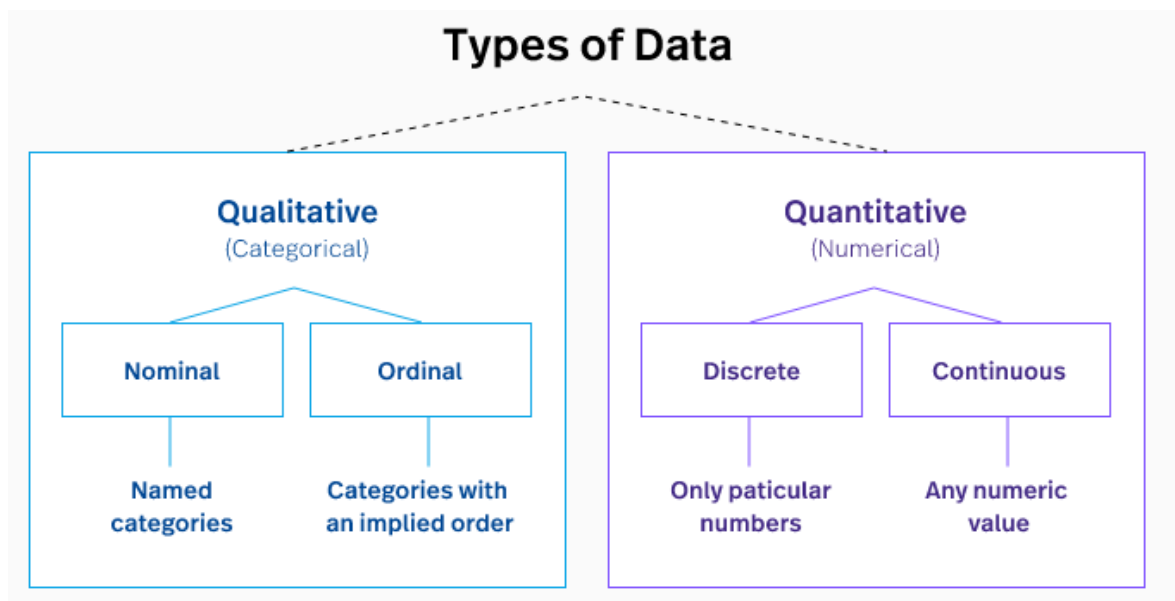 Types of Data
Qualitative
(Categorical)
Nominal
Ordinal
Named
categories
Categories with
an implied order
Quantitative
(Numerical)
Discrete
Continuous
Only paticular
numbers
Any numeric
value